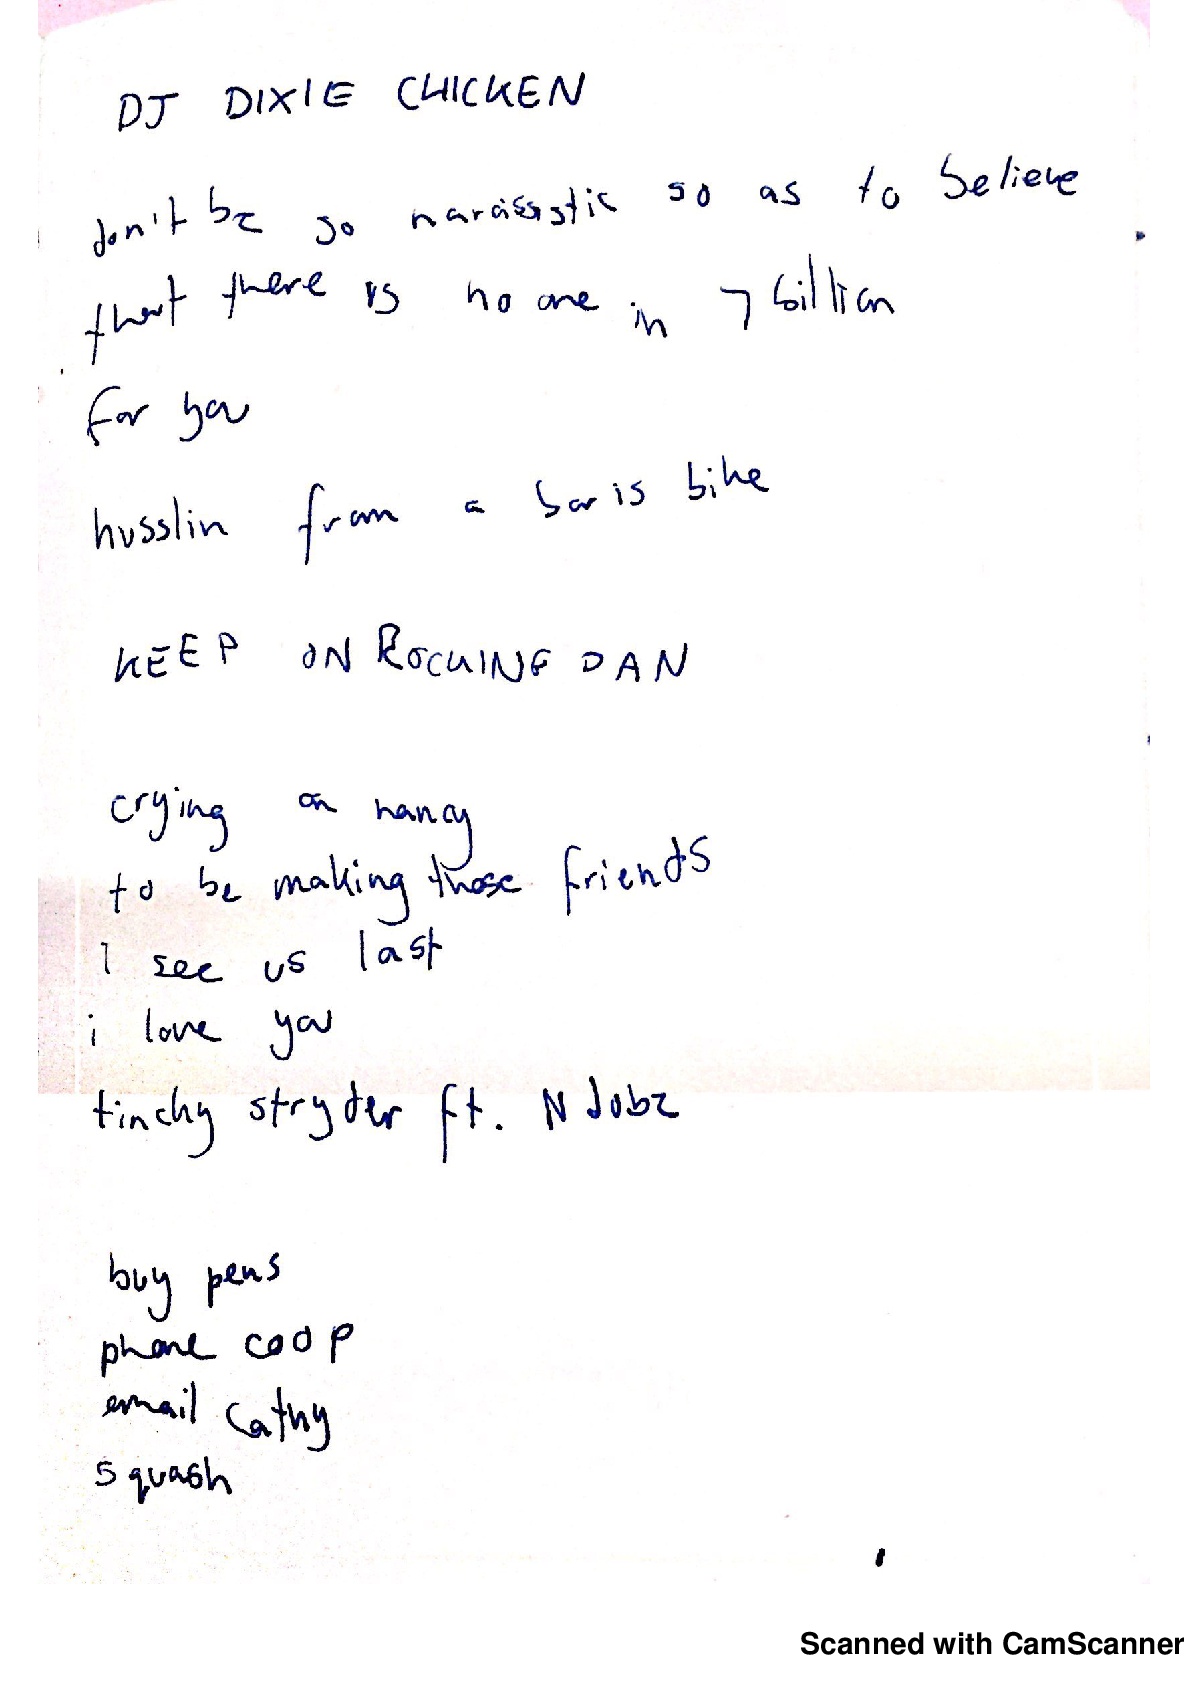 DJ DIXIE CHICKEN
don't be so narassistic so as to believe
that there is no one in 7 billion
for you
husslin from a boris bike
KEEP ON ROCKING DAN
crying on nancy
to be making those friends
I see us last
i love you
tinchy stryder ft. N dubz
buy pens
phone coop
email cathy
squash
Scanned with CamScanner